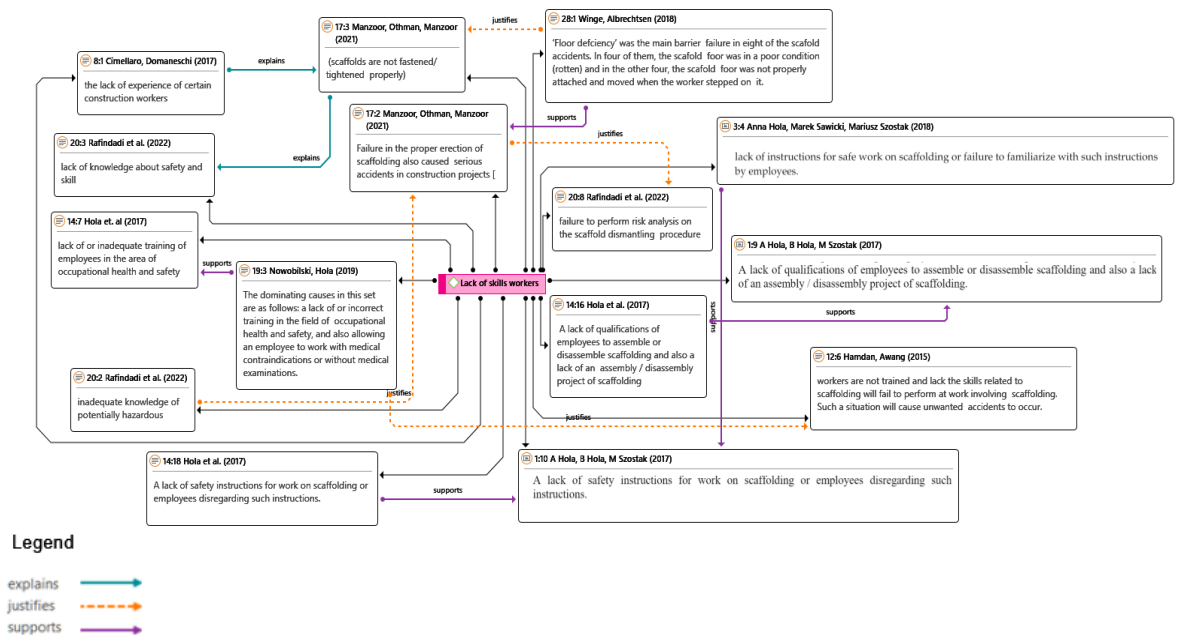 17:3 Manzoor, Othman, Manzoor
(2021)
(scaffolds are not fastened/
tightened properly)
justifies
28:1 Winge, Albrechtsen (2018)
'Floor defciency' was the main barrier failure in eight of the scafold
accidents. In four of them, the scafold foor was in a poor condition
(rotten) and in the other four, the scafold foor was not properly
attached and moved when the worker stepped on it.
8:1 Cimellaro, Domaneschi (2017)
the lack of experience of certain
construction workers
explains
17:2 Manzoor, Othman, Manzoor
(2021)
Failure in the proper erection of
scaffolding also caused serious
accidents in construction projects [
supports
justifies
3:4 Anna Hola, Marek Sawicki, Mariusz Szostak (2018)
lack of instructions for safe work on scaffolding or failure to familiarize with such instructions
by employees.
20:3 Rafindadi et al. (2022)
lack of knowledge about safety and
skill
explains
20:8 Rafindadi et al. (2022)
failure to perform risk analysis on
the scaffold dismantling procedure
14:7 Hola et. al (2017)
lack of or inadequate training of
employees in the area of
occupational health and safety
supports
1:9 A Hola, B Hola, M Szostak (2017)
A lack of qualifications of employees to assemble or disassemble scaffolding and also a lack
of an assembly / disassembly project of scaffolding.
19:3 Nowobilski, Hola (2019)
The dominating causes in this set
are as follows: a lack of or incorrect
training in the field of occupational
health and safety, and also allowing
an employee to work with medical
contraindications or without medical
examinations.
Lack of skills workers
14:16 Hola et al. (2017)
A lack of qualifications of
employees to assemble or
disassemble scaffolding and also a
lack of an assembly / disassembly
project of scaffolding
supports
supports
12:6 Hamdan, Awang (2015)
workers are not trained and lack the skills related to
scaffolding will fail to perform at work involving scaffolding.
Such a situation will cause unwanted accidents to occur.
20:2 Rafindadi et al. (2022)
inadequate knowledge of
potentially hazardous
justifies
justifies
14:18 Hola et al. (2017)
A lack of safety instructions for work on scaffolding or
employees disregarding such instructions.
supports
1:10 A Hola, B Hola, M Szostak (2017)
A lack of safety instructions for work on scaffolding or employees disregarding such
instructions.
Legend
explains
justifies
supports